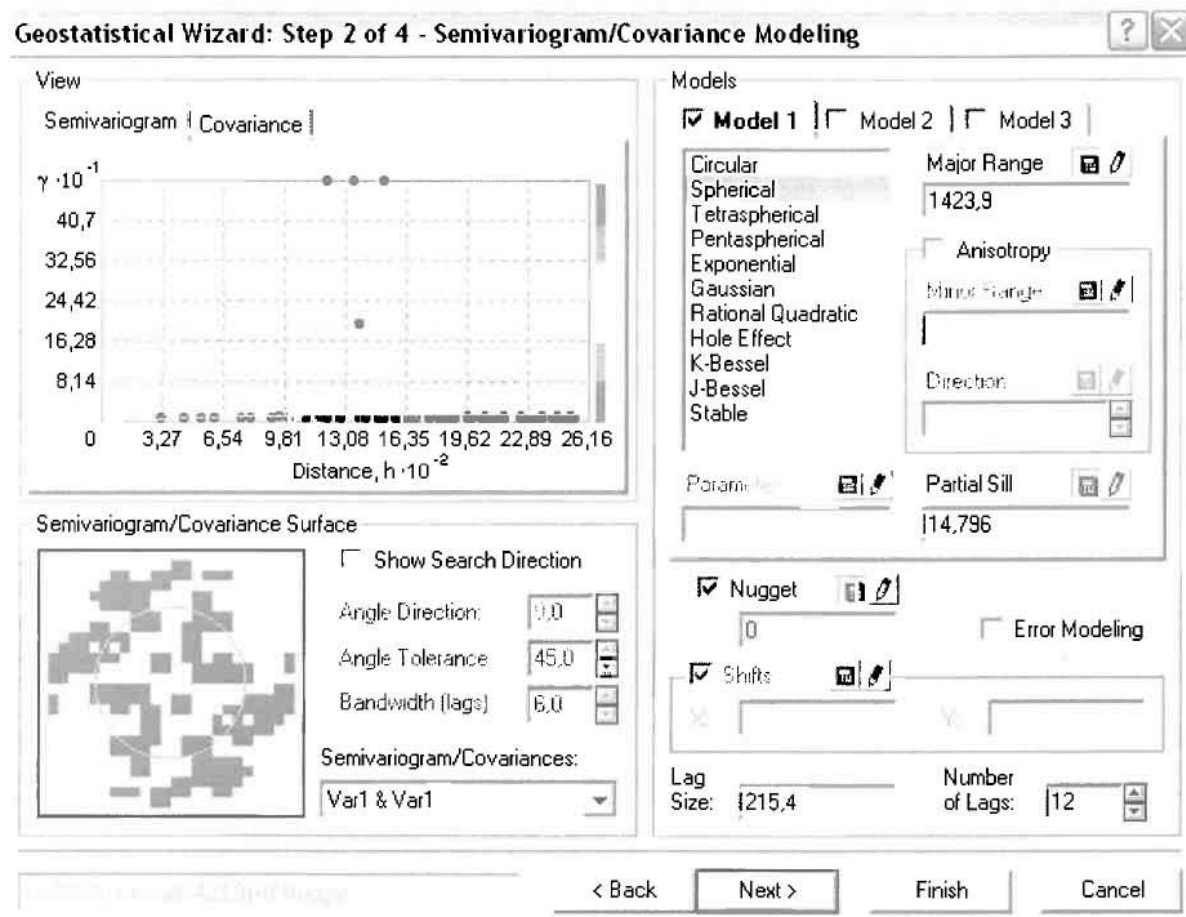 Geostatistical Wizard: Step 2 of 4 - Semivariogram/Covariance Modeling
View
Semivariogram Covariance
γ · 10⁻¹
40,7
32,56
24,42
16,28
8,14
0 3,27 6,54 9,81 13,08 16,35 19,62 22,89 26,16
Distance, h · 10⁻²
Semivariogram/Covariance Surface
Show Search Direction
Angle Direction:
Angle Tolerance 45,0
Bandwidth (lags) 6,0
Semivariogram/Covariances:
Var1 & Var1
Models
Model 1 Model 2 Model 3
Circular
Spherical
Tetraspherical
Pentaspherical
Exponential
Gaussian
Rational Quadratic
Hole Effect
K-Bessel
J-Bessel
Stable
Major Range
1423,9
Anisotropy
Minor Range
Direction
Parameter
Partial Sill
14,796
Nugget
0
Error Modeling
Shifts
X: Y:
Lag
Size: 215,4
Number
of Lags: 12
< Back Next > Finish Cancel